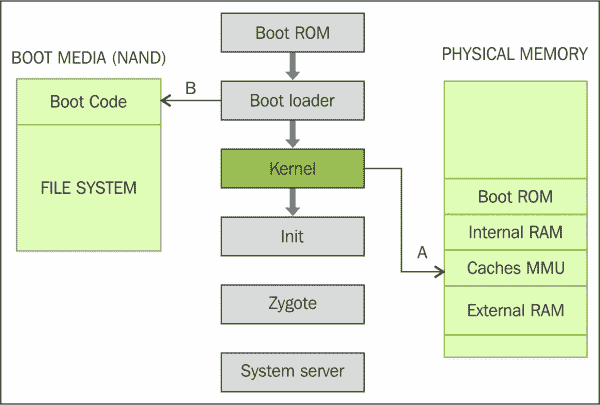 Boot ROM
BOOT MEDIA (NAND)
PHYSICAL MEMORY
Boot Code
B
Boot loader
FILE SYSTEM
Kernel
Boot ROM
Init
Internal RAM
A
Caches MMU
Zygote
External RAM
System server